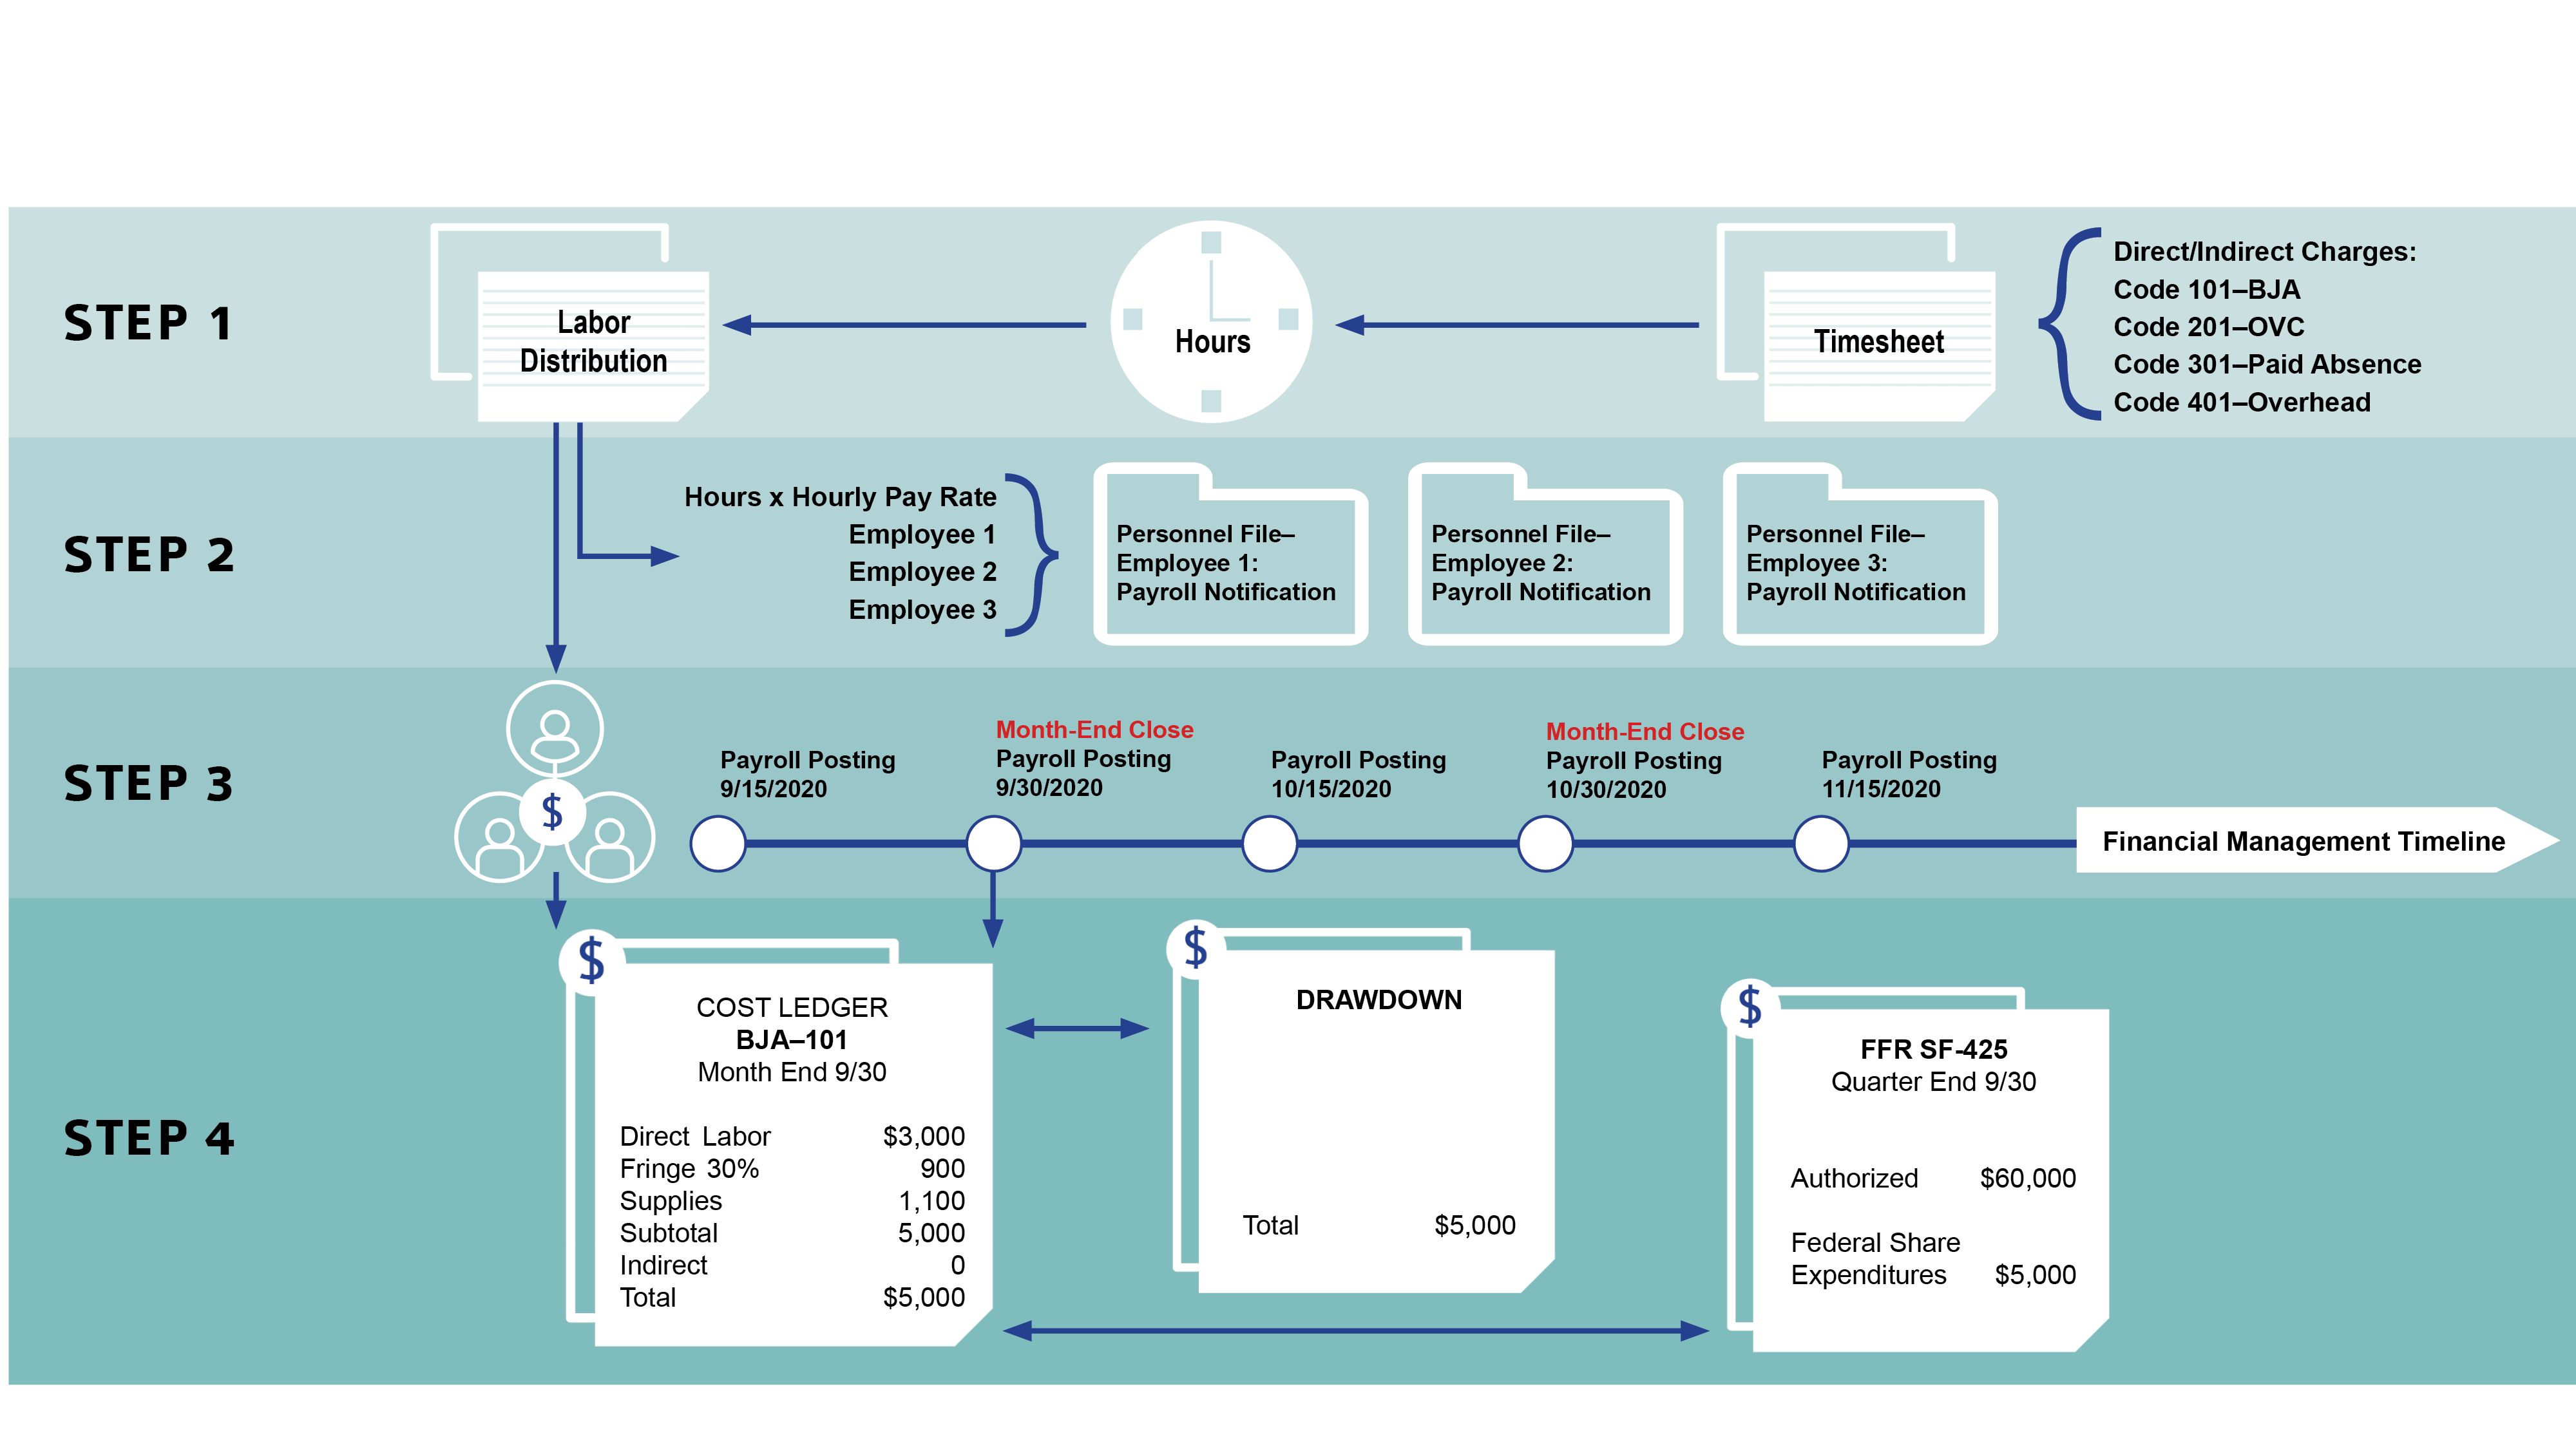 STEP 1
Labor
Distribution
Hours
Timesheet
Direct/Indirect Charges:
Code 101–BJA
Code 201–OVC
Code 301–Paid Absence
Code 401–Overhead
STEP 2
Hours x Hourly Pay Rate
Employee 1
Employee 2
Employee 3
Personnel File–
Employee 1:
Payroll Notification
Personnel File–
Employee 2:
Payroll Notification
Personnel File–
Employee 3:
Payroll Notification
STEP 3
$
Payroll Posting
9/15/2020
Month-End Close
Payroll Posting
9/30/2020
Payroll Posting
10/15/2020
Month-End Close
Payroll Posting
10/30/2020
Payroll Posting
11/15/2020
Financial Management Timeline
STEP 4
$
COST LEDGER
BJA–101
Month End 9/30
Direct Labor $3,000
Fringe 30% 900
Supplies 1,100
Subtotal 5,000
Indirect 0
Total $5,000
$
DRAWDOWN
Total $5,000
$
FFR SF-425
Quarter End 9/30
Authorized $60,000
Federal Share
Expenditures $5,000